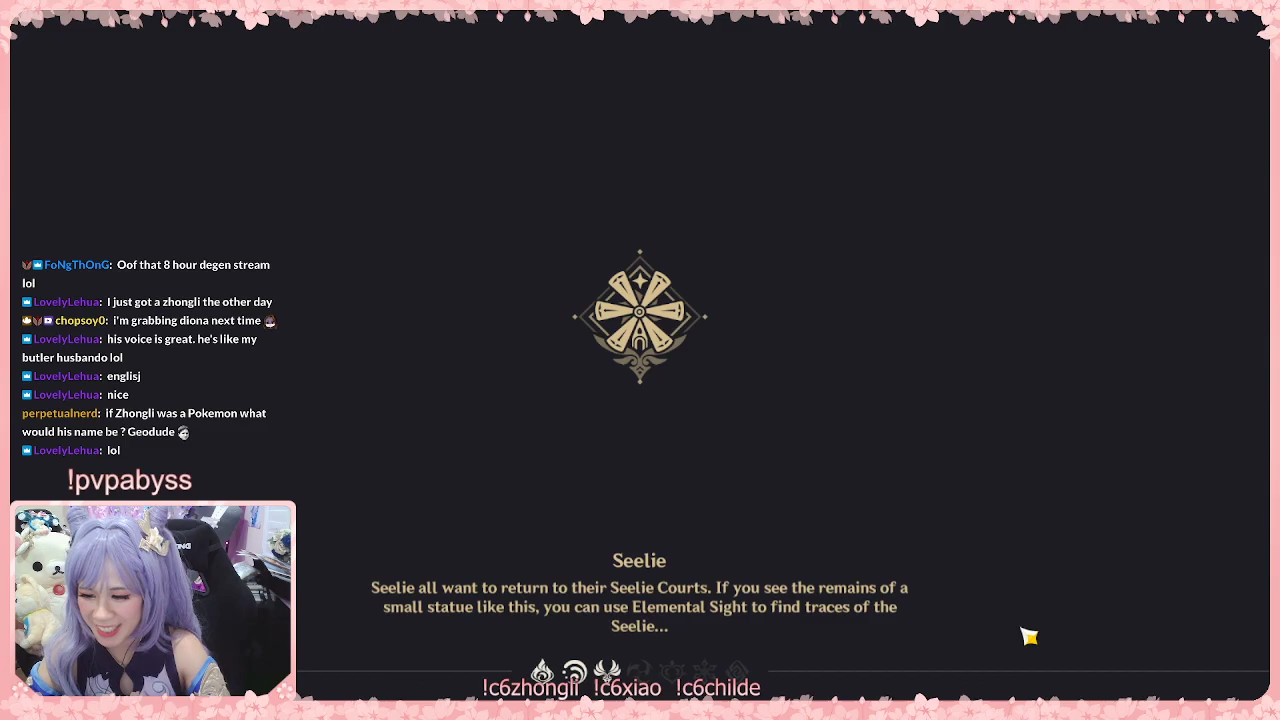 FoNgThOnG: Oof that 8 hour degen stream
lol
LovelyLehua: I just got a zhongli the other day
chopsoy0: i'm grabbing diona next time
LovelyLehua: his voice is great. he's like my
butler husbando lol
LovelyLehua: englisj
LovelyLehua: nice
perpetualnerd: if Zhongli was a Pokemon what
would his name be ? Geodude
LovelyLehua: lol
!pvpabyss
Seelie
Seelie all want to return to their Seelie Courts. If you see the remains of a
small statue like this, you can use Elemental Sight to find traces of the
Seelie...
!c6zhongli !c6xiao !c6childe